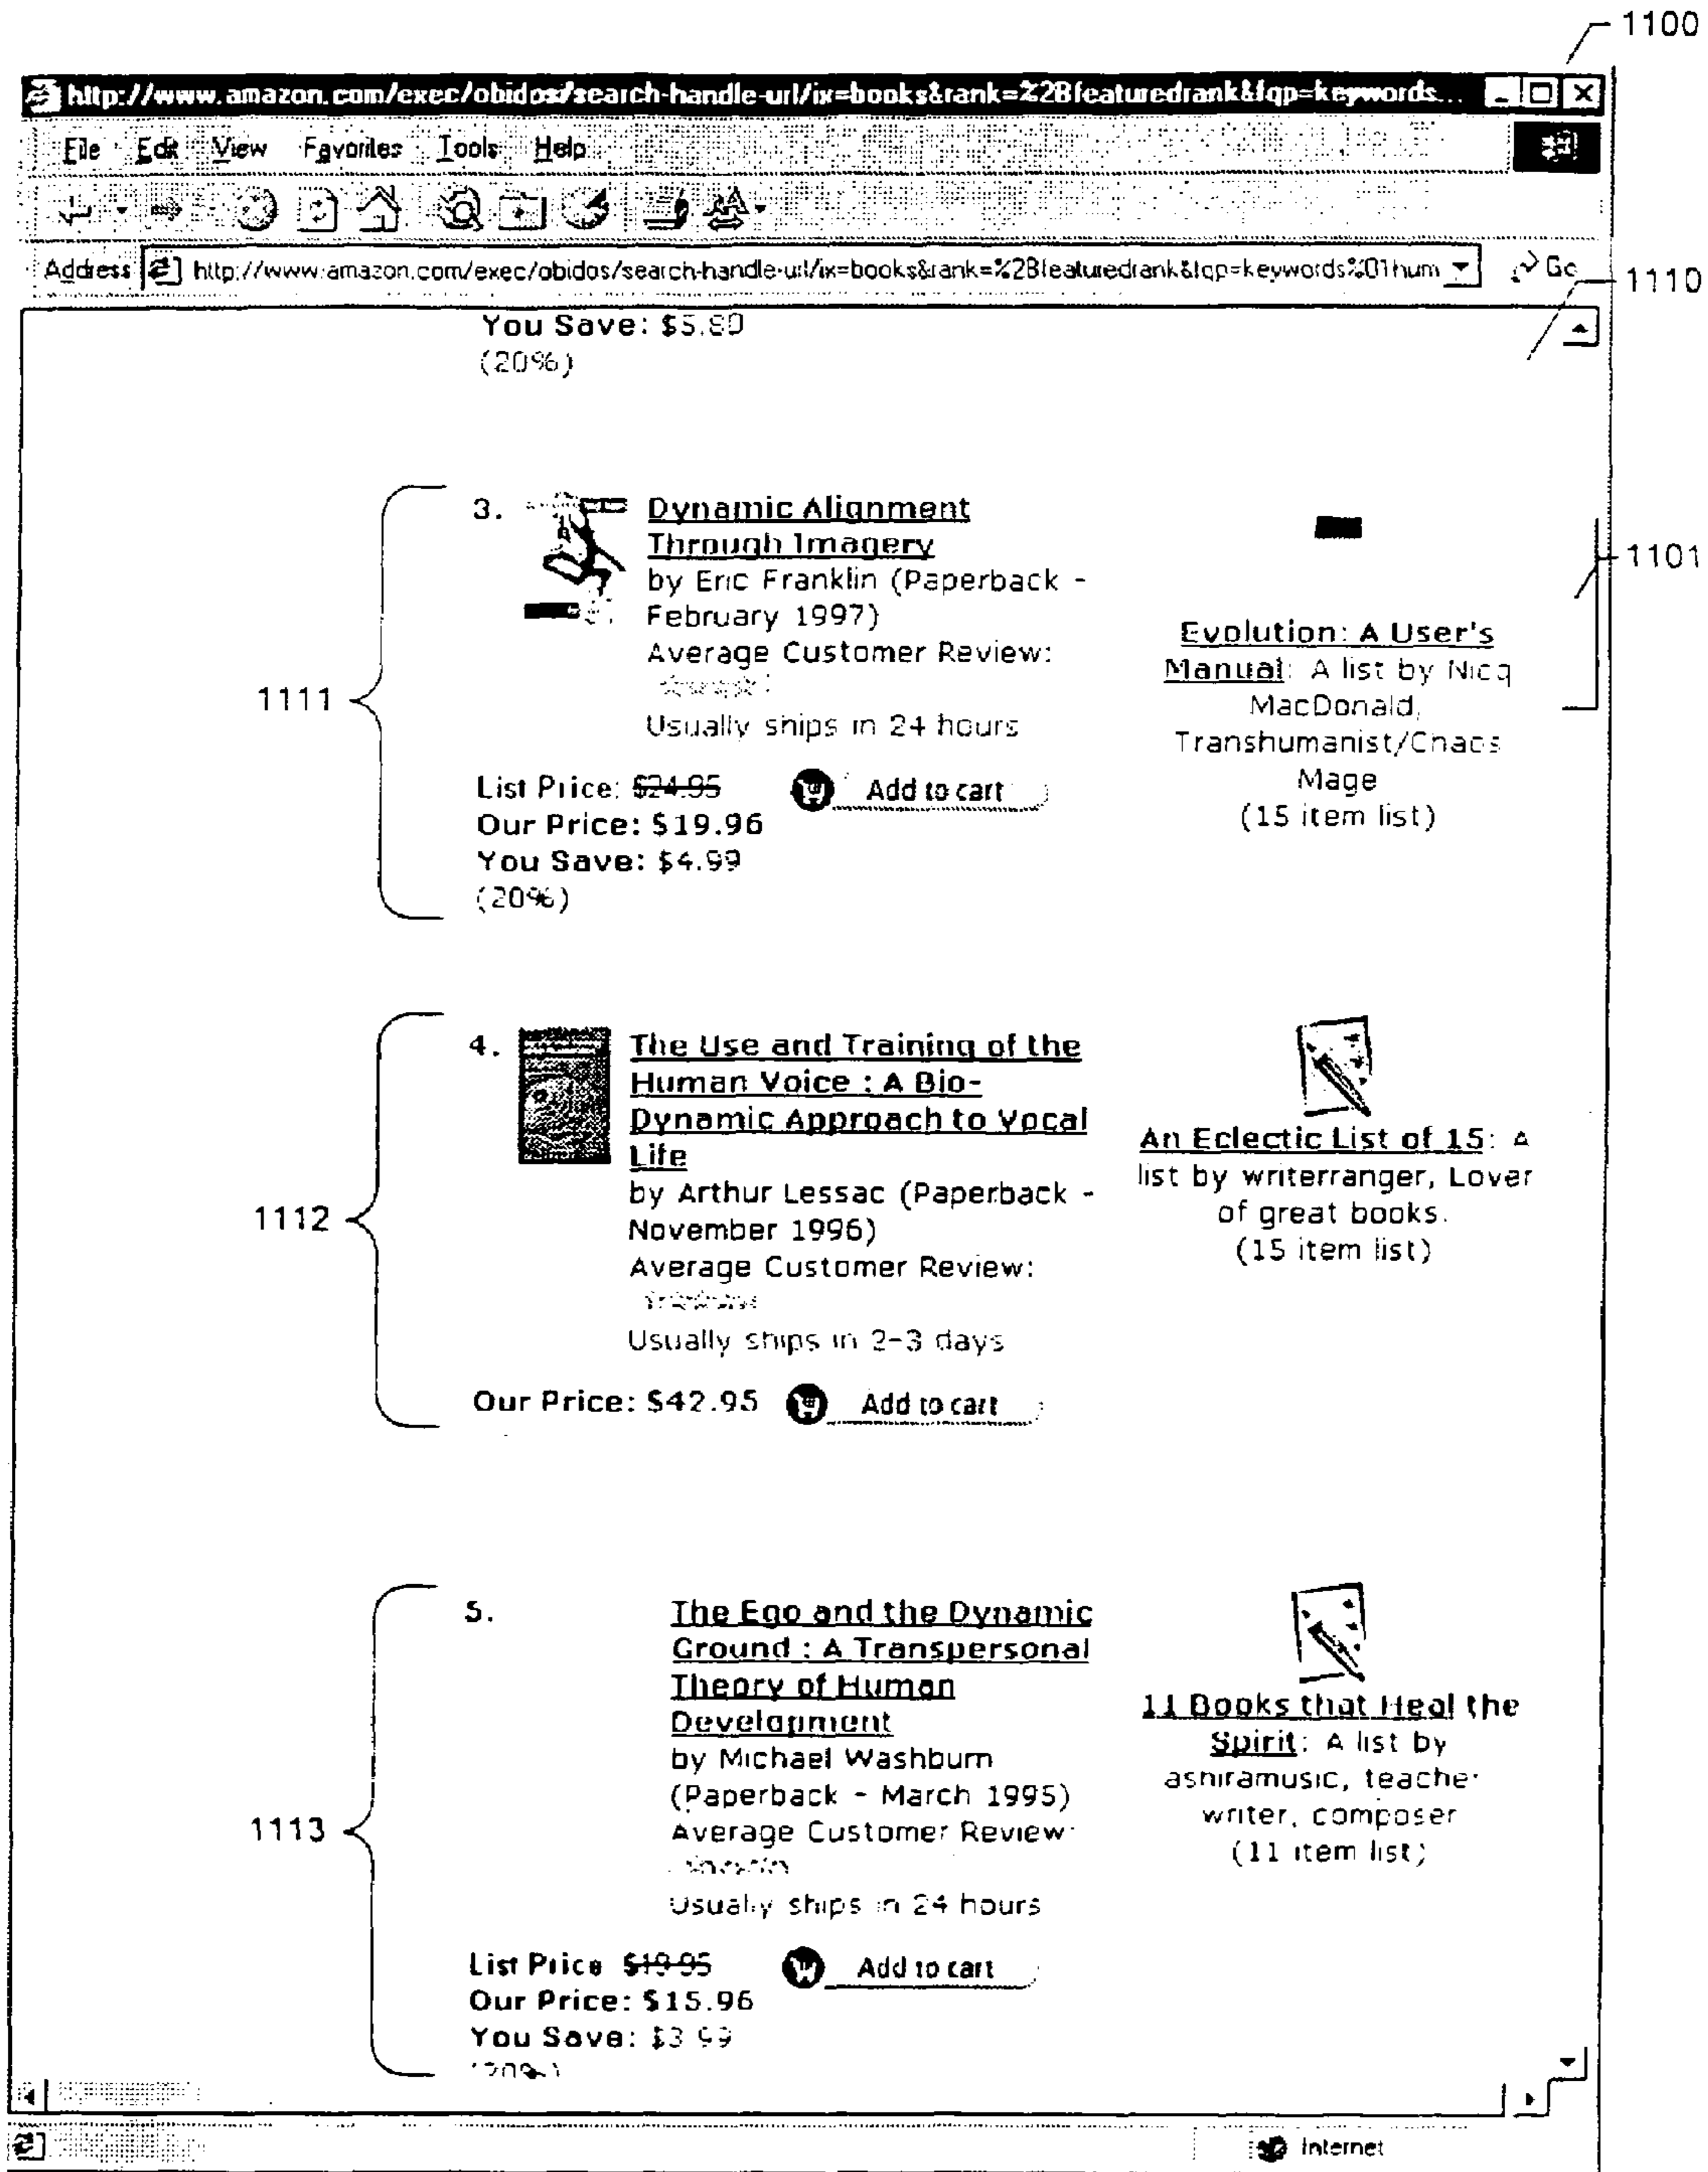 1100
http://www.amazon.com/exec/obidos/search-handle-url/ix=books&rank=%2Bfeaturedrank&fqp=keywords...
File Edit View Favorites Tools Help
Address http://www.amazon.com/exec/obidos/search-handle-url/ix=books&rank=%2Bfeaturedrank&fqp=keywords%01hum Go
1110
You Save: $5.80
(20%)
1101
1111
3. Dynamic Alignment
Through Imagery
by Eric Franklin (Paperback -
February 1997)
Average Customer Review:
Usually ships in 24 hours
List Price: $24.95 Add to cart
Our Price: $19.96
You Save: $4.99
(20%)
Evolution: A User's
Manual: A list by Nicq
MacDonald,
Transhumanist/Chaos
Mage
(15 item list)
1112
4. The Use and Training of the
Human Voice : A Bio-
Dynamic Approach to Vocal
Life
by Arthur Lessac (Paperback -
November 1996)
Average Customer Review:
Usually ships in 2-3 days
Our Price: $42.95 Add to cart
An Eclectic List of 15: A
list by writerranger, Lover
of great books.
(15 item list)
1113
5. The Ego and the Dynamic
Ground : A Transpersonal
Theory of Human
Development
by Michael Washburn
(Paperback - March 1995)
Average Customer Review:
Usually ships in 24 hours
List Price $19.95 Add to cart
Our Price: $15.96
You Save: $3.99
(20%)
11 Books that Heal the
Spirit: A list by
ashiramusic, teacher
writer, composer
(11 item list)
Internet